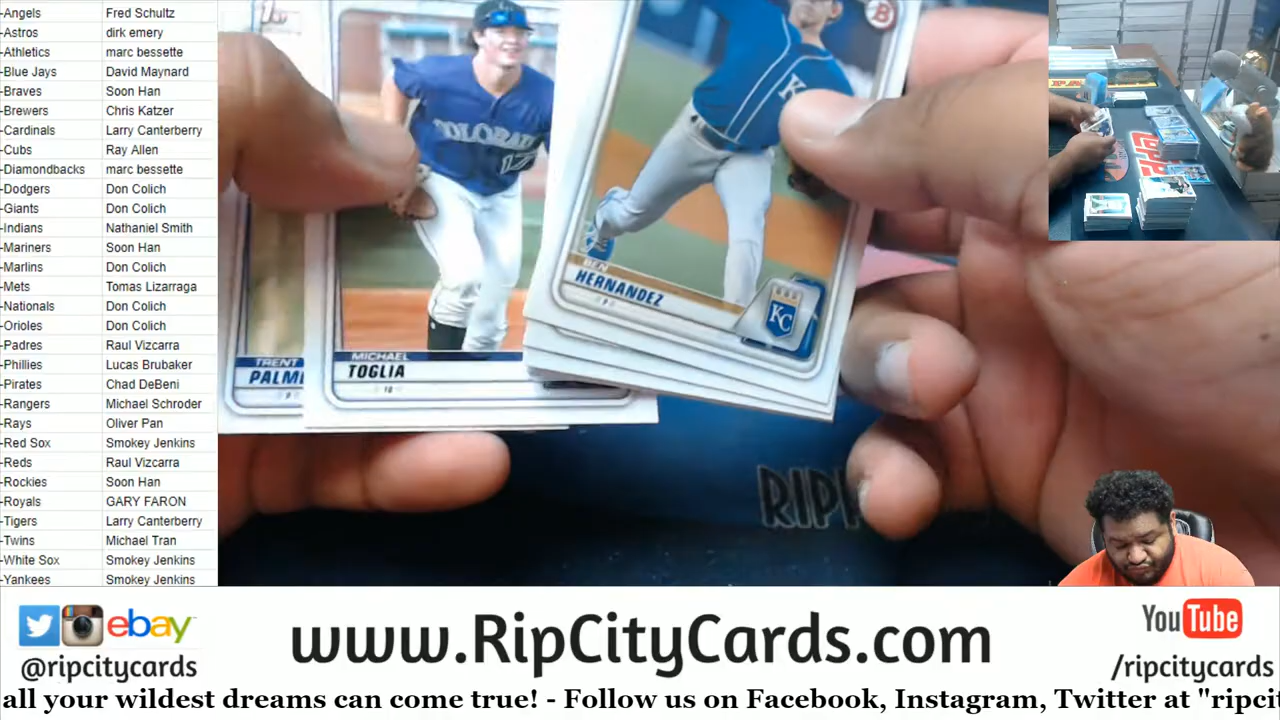 -Angels Fred Schultz
-Astros dirk emery
-Athletics marc bessette
-Blue Jays David Maynard
-Braves Soon Han
-Brewers Chris Katzer
-Cardinals Larry Canterberry
-Cubs Ray Allen
-Diamondbacks marc bessette
-Dodgers Don Colich
-Giants Don Colich
-Indians Nathaniel Smith
-Mariners Soon Han
-Marlins Don Colich
-Mets Tomas Lizarraga
-Nationals Don Colich
-Orioles Don Colich
-Padres Raul Vizcarra
-Phillies Lucas Brubaker
-Pirates Chad DeBeni
-Rangers Michael Schroder
-Rays Oliver Pan
-Red Sox Smokey Jenkins
-Reds Raul Vizcarra
-Rockies Soon Han
-Royals GARY FARON
-Tigers Larry Canterberry
-Twins Michael Tran
-White Sox Smokey Jenkins
-Yankees Smokey Jenkins
1st
COLORA
TRENT
PALM
MICHAEL
TOGLIA
B
K
BEN
HERNANDEZ
KC
RIP
TOPP
ebay
@ripcitycards
www.RipCityCards.com
YouTube
/ripcitycards
all your wildest dreams can come true! - Follow us on Facebook, Instagram, Twitter at "ripci